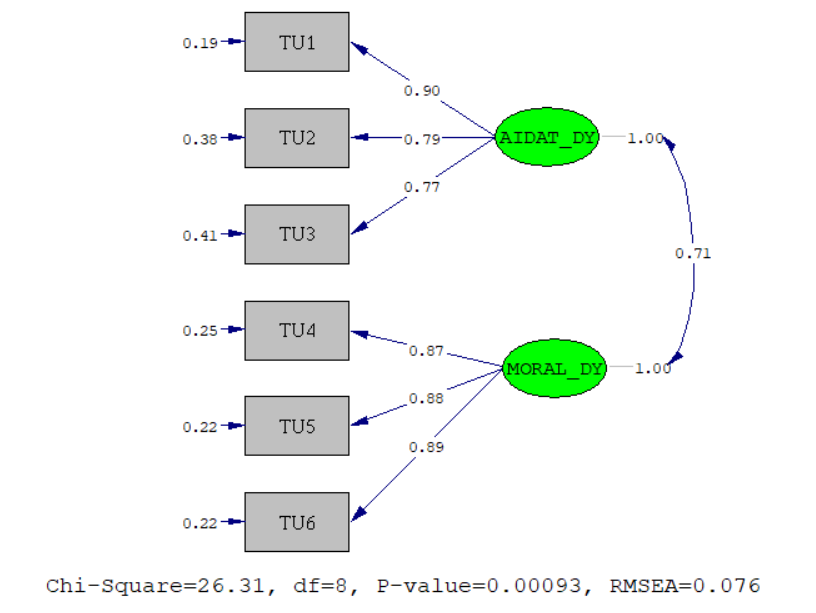 0.19 TU1
0.90
0.38 TU2 0.79 AIDAT_DY 1.00
0.77
0.41 TU3
0.71
0.25 TU4
0.87
MORAL_DY 1.00
0.88
0.22 TU5
0.89
0.22 TU6
Chi-Square=26.31, df=8, P-value=0.00093, RMSEA=0.076